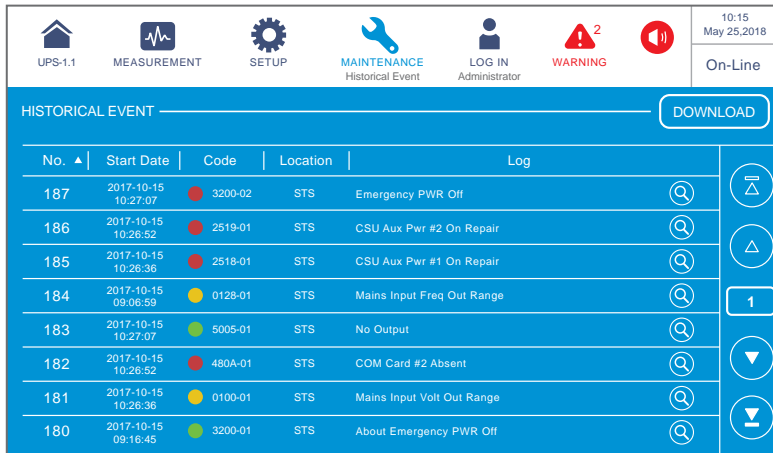 10:15
May 25,2018
2
UPS-1.1 MEASUREMENT SETUP MAINTENANCE LOG IN WARNING On-Line
Historical Event Administrator
HISTORICAL EVENT DOWNLOAD
No. Start Date Code Location Log
187 2017-10-15 10:27:07 3200-02 STS Emergency PWR Off
186 2017-10-15 10:26:52 2519-01 STS CSU Aux Pwr #2 On Repair
185 2017-10-15 10:26:36 2518-01 STS CSU Aux Pwr #1 On Repair
184 2017-10-15 09:06:59 0128-01 STS Mains Input Freq Out Range
1
183 2017-10-15 10:27:07 5005-01 STS No Output
182 2017-10-15 10:26:52 480A-01 STS COM Card #2 Absent
181 2017-10-15 10:26:36 0100-01 STS Mains Input Volt Out Range
180 2017-10-15 09:16:45 3200-01 STS About Emergency PWR Off